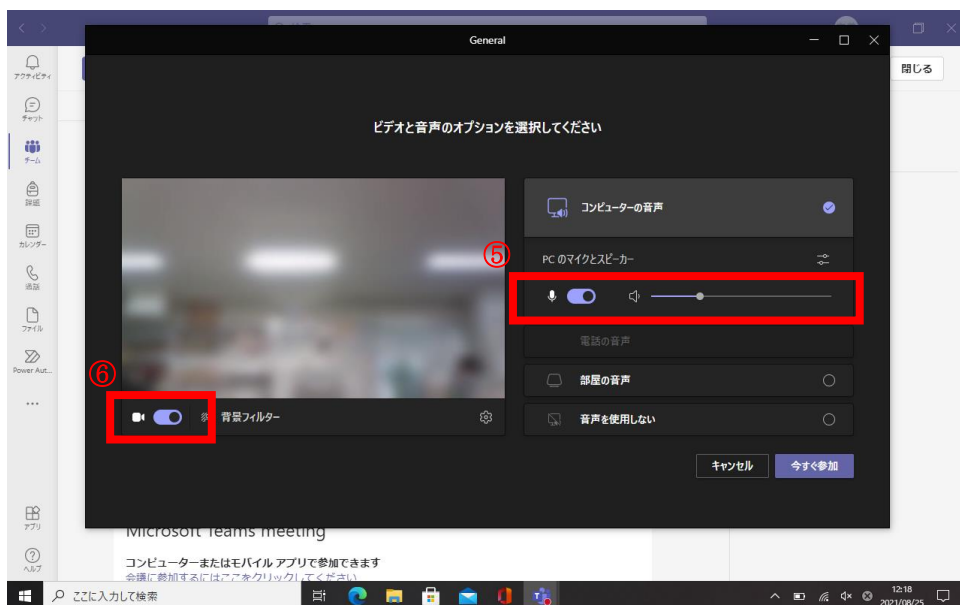 General
アクティビティ
チャット
チーム
課題
カレンダー
通話
ファイル
Power Aut...
...
アプリ
ヘルプ
閉じる
ビデオと音声のオプションを選択してください
コンピューターの音声
⑤
PC のマイクとスピーカー
電話の音声
⑥
部屋の音声
背景フィルター
音声を使用しない
キャンセル
今すぐ参加
Microsoft Teams meeting
コンピューターまたはモバイル アプリで参加できます
会議に参加するにはここをクリックしてください
ここに入力して検索
12:18
2021/08/25